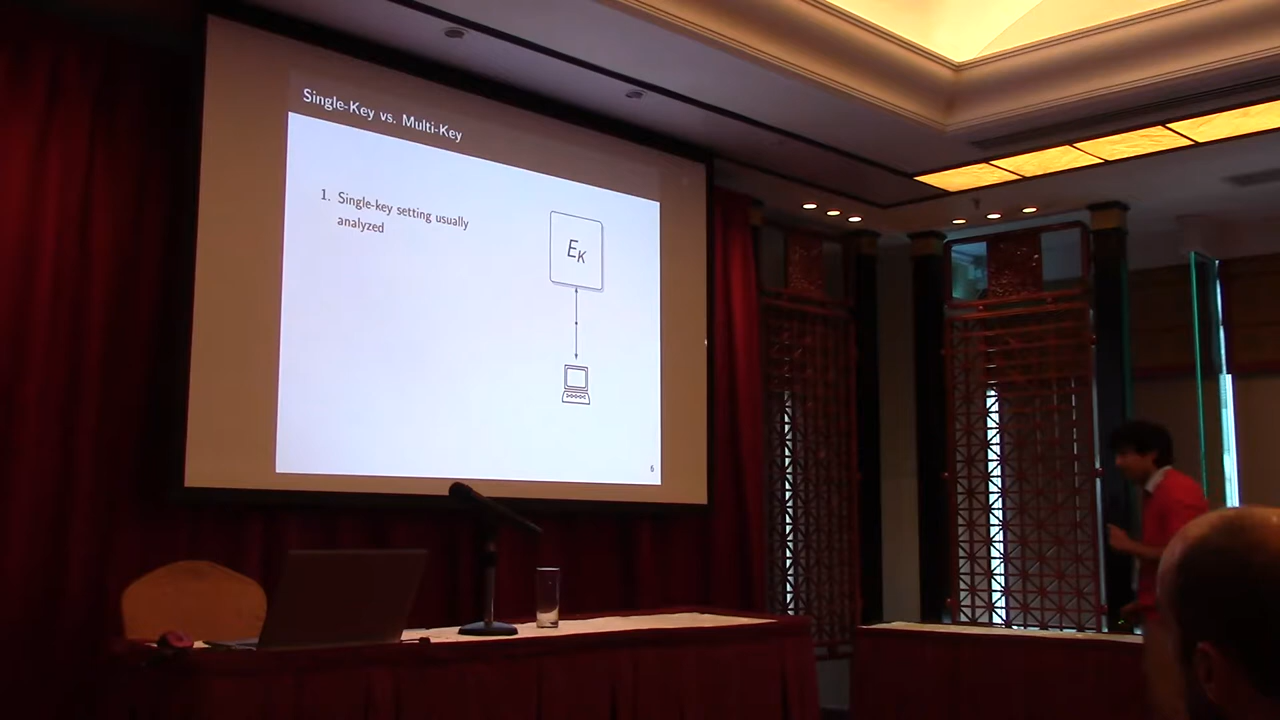 Single-Key vs. Multi-Key
1. Single-key setting usually
analyzed
E_K
6